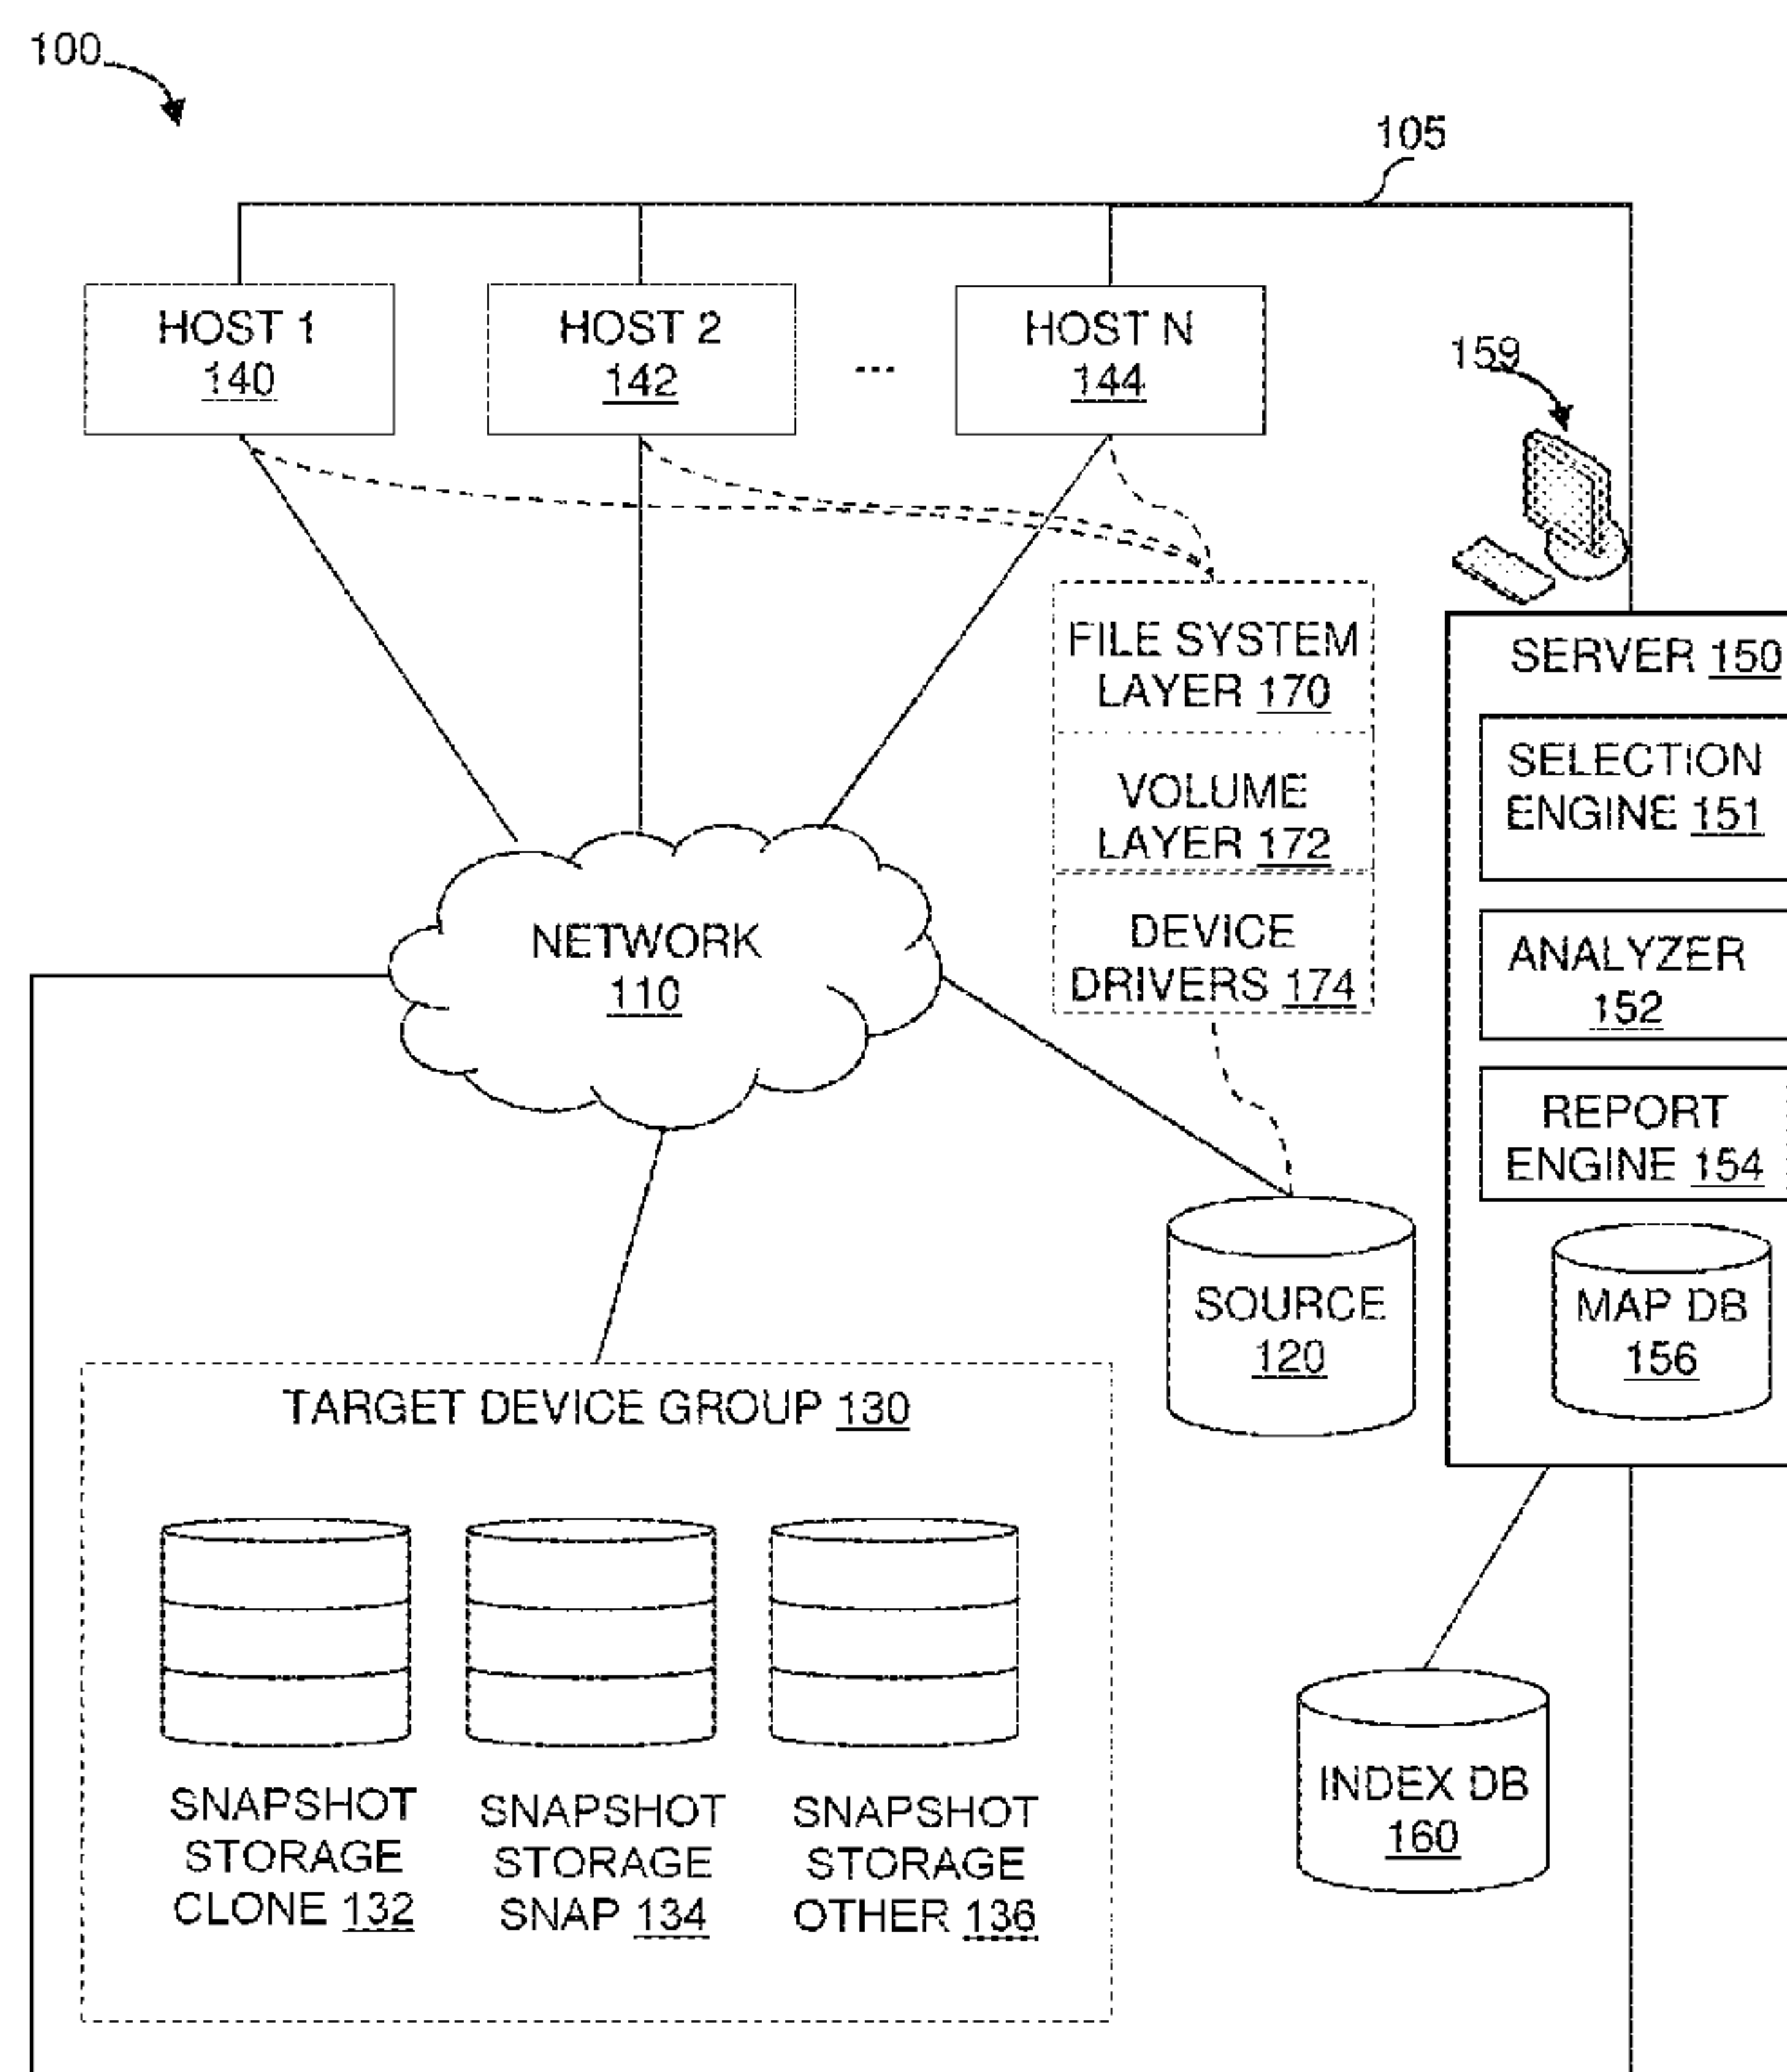 100
105
HOST 1
140
HOST 2
142
...
HOST N
144
159
FILE SYSTEM
LAYER 170
VOLUME
LAYER 172
DEVICE
DRIVERS 174
SERVER 150
SELECTION
ENGINE 151
ANALYZER
152
REPORT
ENGINE 154
MAP DB
156
NETWORK
110
SOURCE
120
TARGET DEVICE GROUP 130
SNAPSHOT
STORAGE
CLONE 132
SNAPSHOT
STORAGE
SNAP 134
SNAPSHOT
STORAGE
OTHER 136
INDEX DB
160